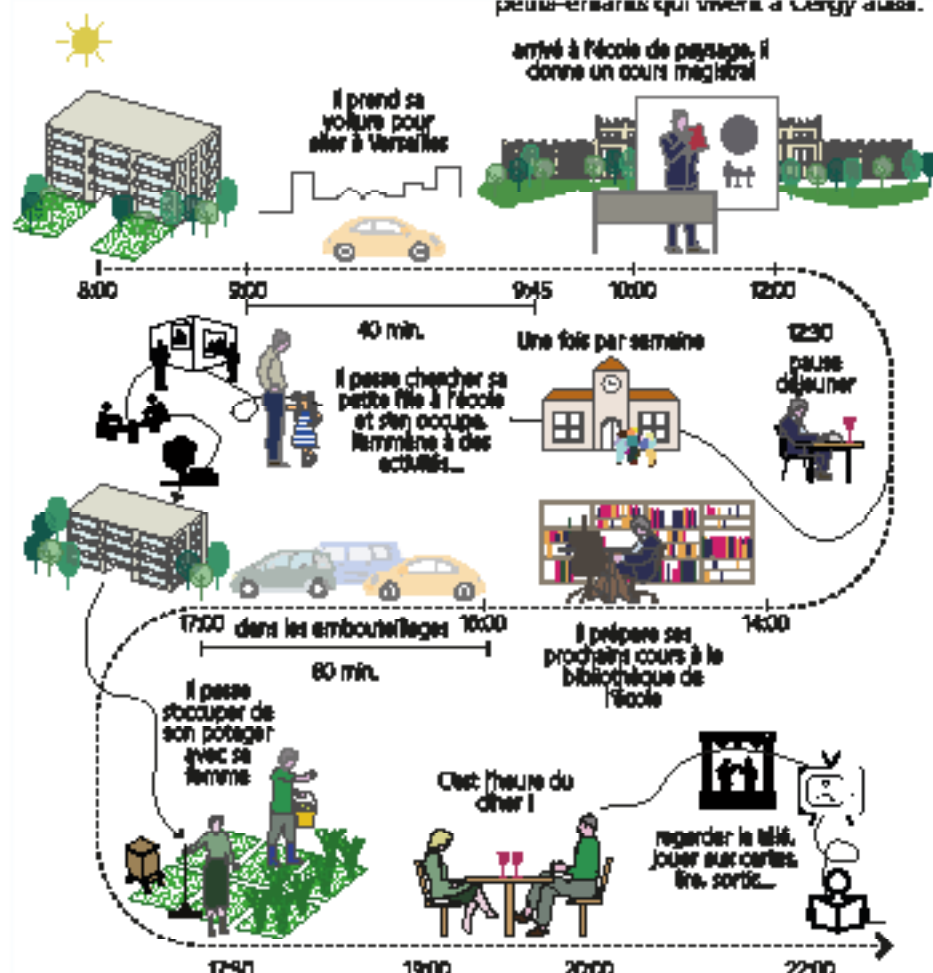 petits-enfants qui vivent à Cergy aussi.
arrivé à l'école de paysage, il
donne un cours magistral
Il prend sa
voiture pour
aller à Versailles
8:00
9:00
9:45
10:00
12:00
40 min.
Une fois par semaine
12:30
pause
déjeuner
Il passe chercher sa
petite fille à l'école
et s'en occupe,
l'emmène à des
activités...
17:00
dans les embouteillages
16:00
14:00
60 min.
Il prépare ses
prochains cours à la
bibliothèque de
l'école
Il passe
s'occuper de
son potager
avec sa
femme
C'est l'heure du
dîner !
regarder la télé,
jouer aux cartes,
lire, sortie...
17:30
19:00
20:00
22:00